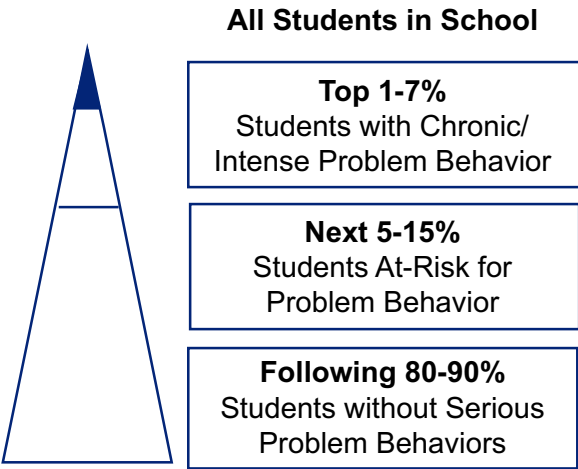 All Students in School
Top 1-7%
Students with Chronic/
Intense Problem Behavior
Next 5-15%
Students At-Risk for
Problem Behavior
Following 80-90%
Students without Serious
Problem Behaviors